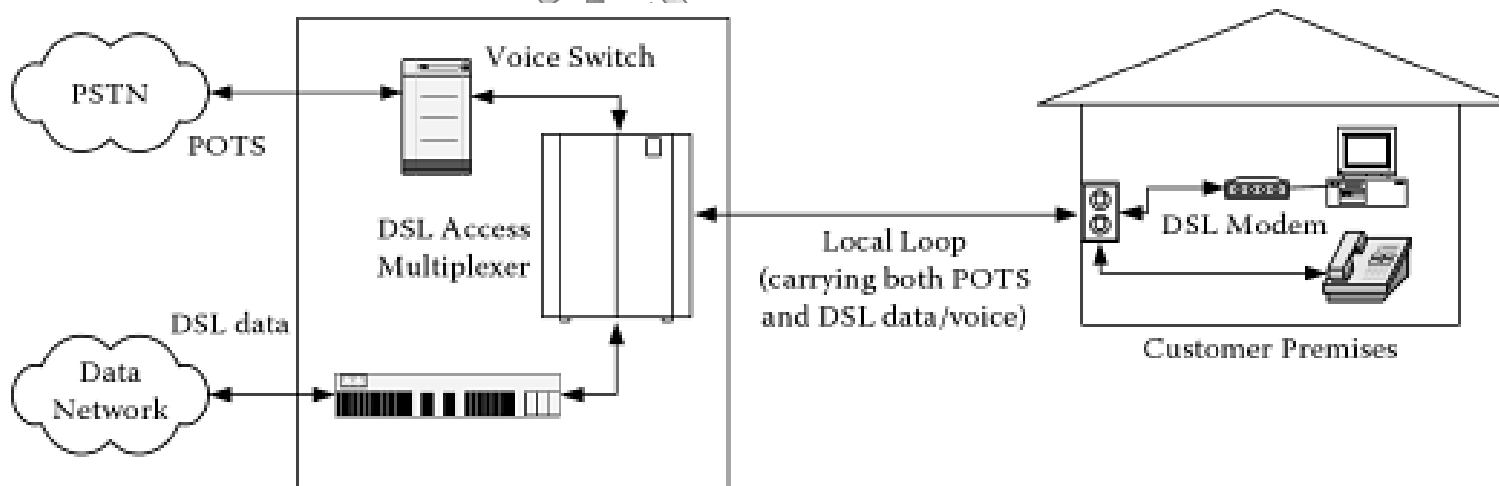 Voice Switch
PSTN
POTS
DSL Access
Multiplexer
DSL data
Data
Network
Local Loop
(carrying both POTS
and DSL data/voice)
DSL Modem
Customer Premises